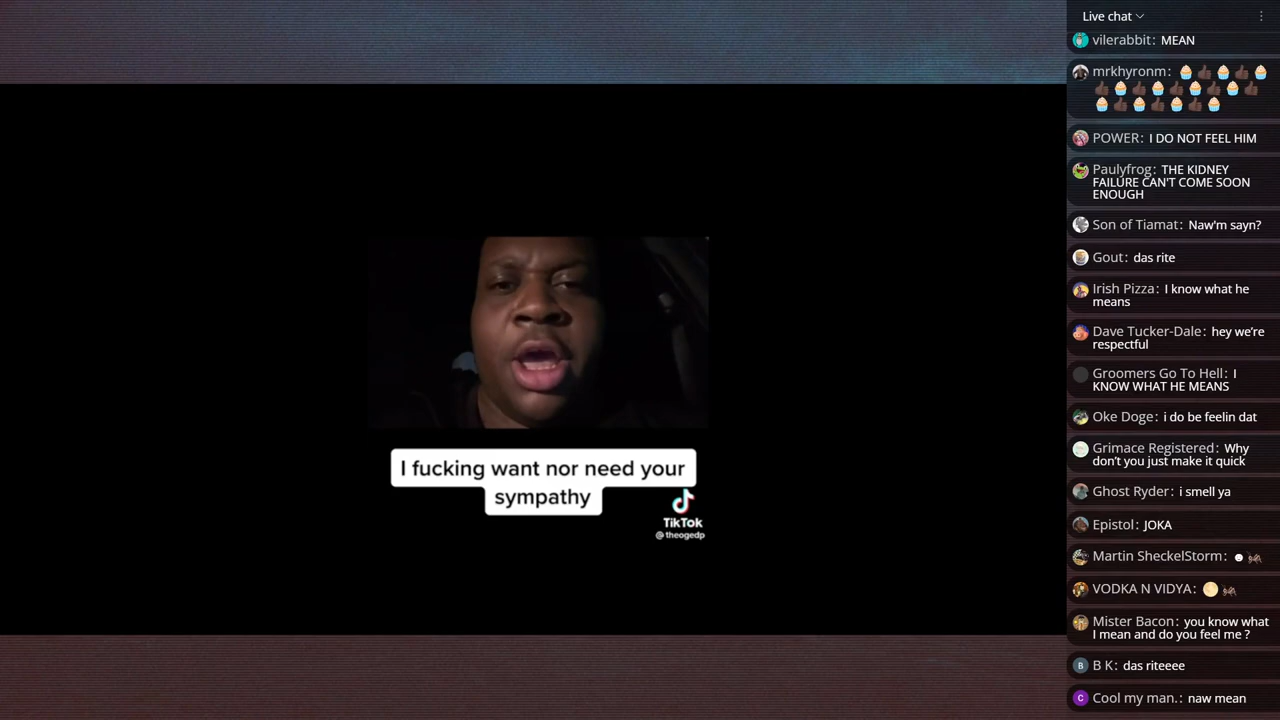 I fucking want nor need your
sympathy
TikTok
@theogedp
Live chat
vilerabbit: MEAN
mrkhyronm: 🧁👍🏿🧁👍🏿🧁
👍🏿🧁👍🏿🧁👍🏿🧁👍🏿🧁👍🏿
🧁👍🏿🧁👍🏿🧁👍🏿🧁
POWER: I DO NOT FEEL HIM
Paulyfrog: THE KIDNEY
FAILURE CAN'T COME SOON
ENOUGH
Son of Tiamat: Naw'm sayn?
Gout: das rite
Irish Pizza: I know what he
means
Dave Tucker-Dale: hey we're
respectful
Groomers Go To Hell: I
KNOW WHAT HE MEANS
Oke Doge: i do be feelin dat
Grimace Registered: Why
don't you just make it quick
Ghost Ryder: i smell ya
Epistol: JOKA
Martin SheckelStorm: ☻🕷
VODKA N VIDYA: 🌕🕷
Mister Bacon: you know what
I mean and do you feel me ?
B
B K: das riteeee
C
Cool my man.: naw mean